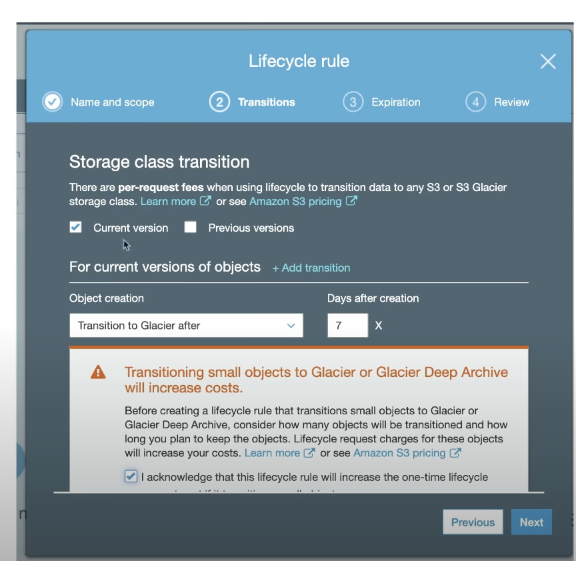 Lifecycle rule
Name and scope
2 Transitions
3 Expiration
4 Review
Storage class transition
There are per-request fees when using lifecycle to transition data to any S3 or S3 Glacier
storage class. Learn more or see Amazon S3 pricing
Current version Previous versions
For current versions of objects + Add transition
Object creation Days after creation
Transition to Glacier after 7 X
Transitioning small objects to Glacier or Glacier Deep Archive
will increase costs.
Before creating a lifecycle rule that transitions small objects to Glacier or
Glacier Deep Archive, consider how many objects will be transitioned and how
long you plan to keep the objects. Lifecycle request charges for these objects
will increase your costs. Learn more or see Amazon S3 pricing
I acknowledge that this lifecycle rule will increase the one-time lifecycle
Previous Next